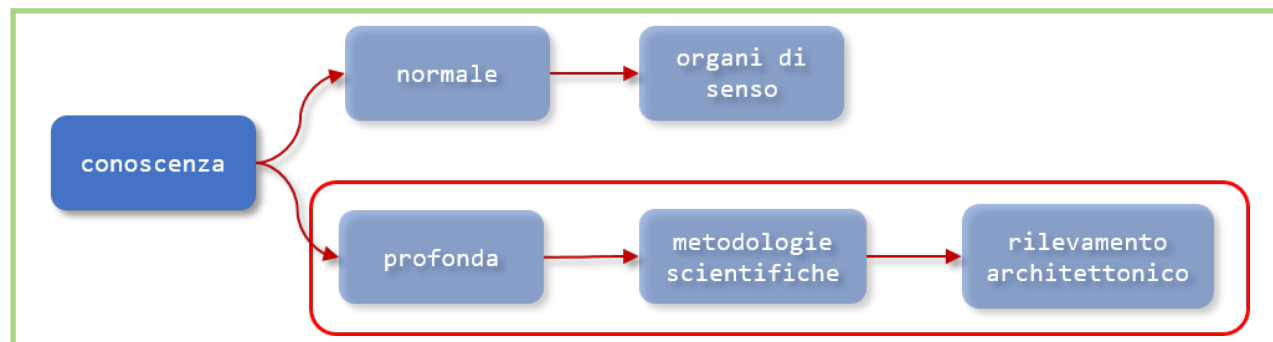 normale
organi di
senso
conoscenza
profonda
metodologie
scientifiche
rilevamento
architettonico